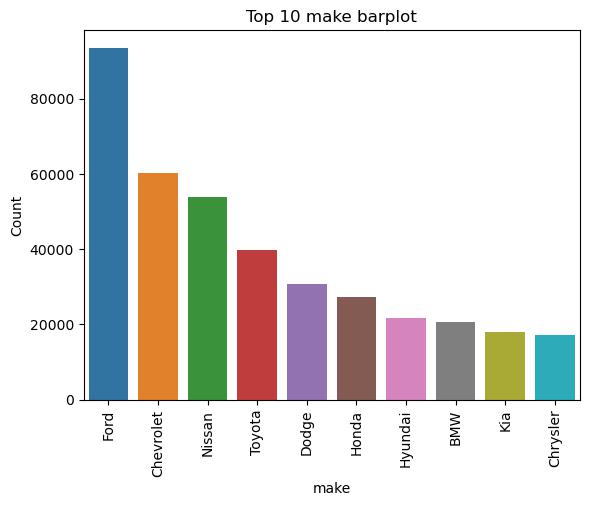 Top 10 make barplot
Count
80000
60000
40000
20000
0
Ford
Chevrolet
Nissan
Toyota
Dodge
Honda
Hyundai
BMW
Kia
Chrysler
make